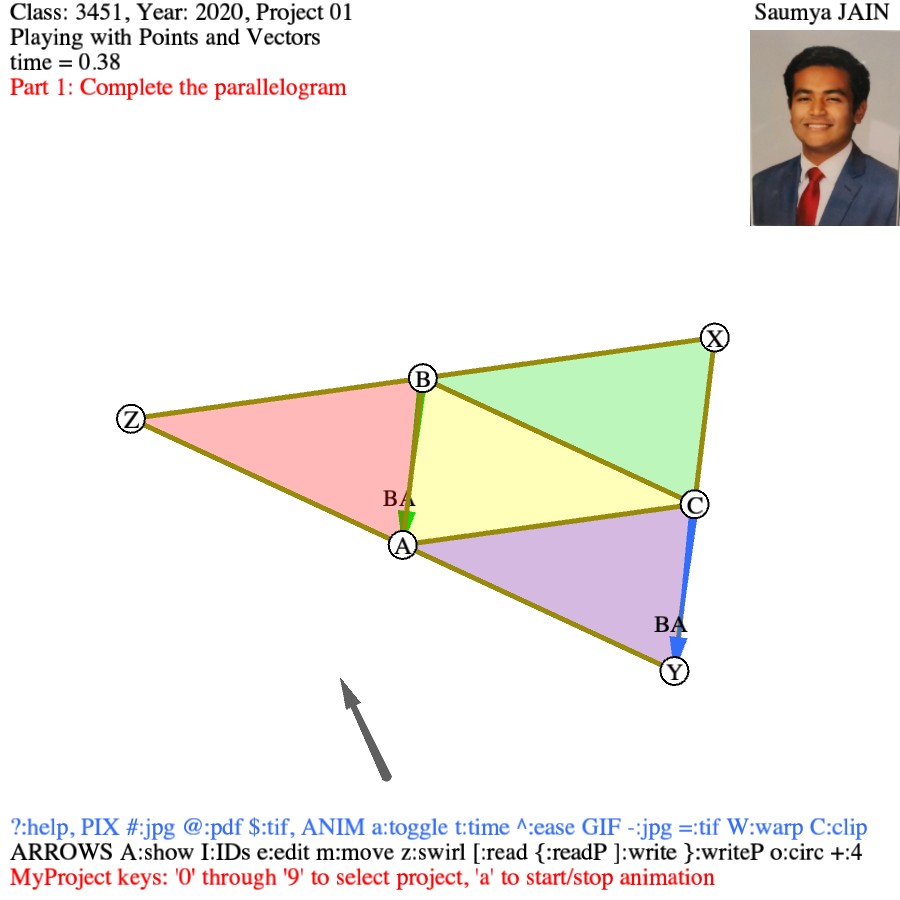 Class: 3451, Year: 2020, Project 01
Saumya JAIN
Playing with Points and Vectors
time = 0.38
Part 1: Complete the parallelogram
X
B
Z
BA
C
A
BA
Y
?:help, PIX #:jpg @:pdf $:tif, ANIM a:toggle t:time ^:ease GIF -:jpg =:tif W:warp C:clip
ARROWS A:show I:IDs e:edit m:move z:swirl [:read {:readP ]:write }:writeP o:circ +:4
MyProject keys: '0' through '9' to select project, 'a' to start/stop animation